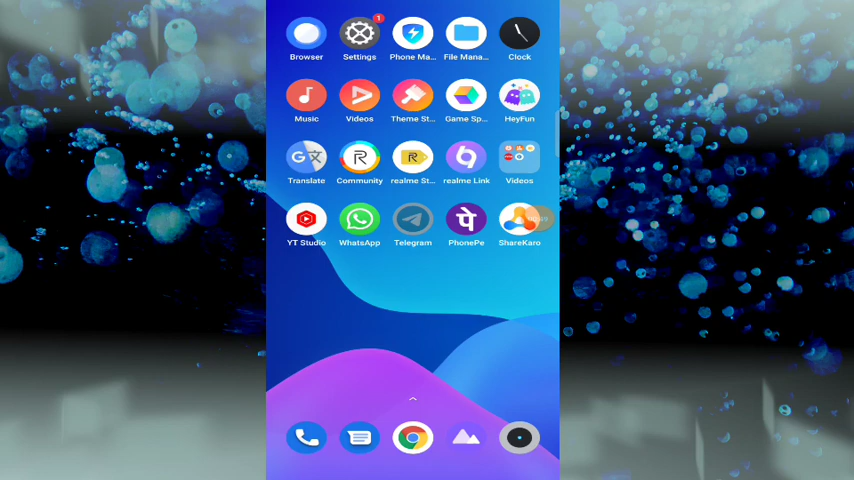 1
Browser
Settings
Phone Ma...
File Mana...
Clock
Music
Videos
Theme St...
Game Sp...
HeyFun
Translate
Community
realme St...
realme Link
Videos
YT Studio
WhatsApp
Telegram
PhonePe
ShareKaro